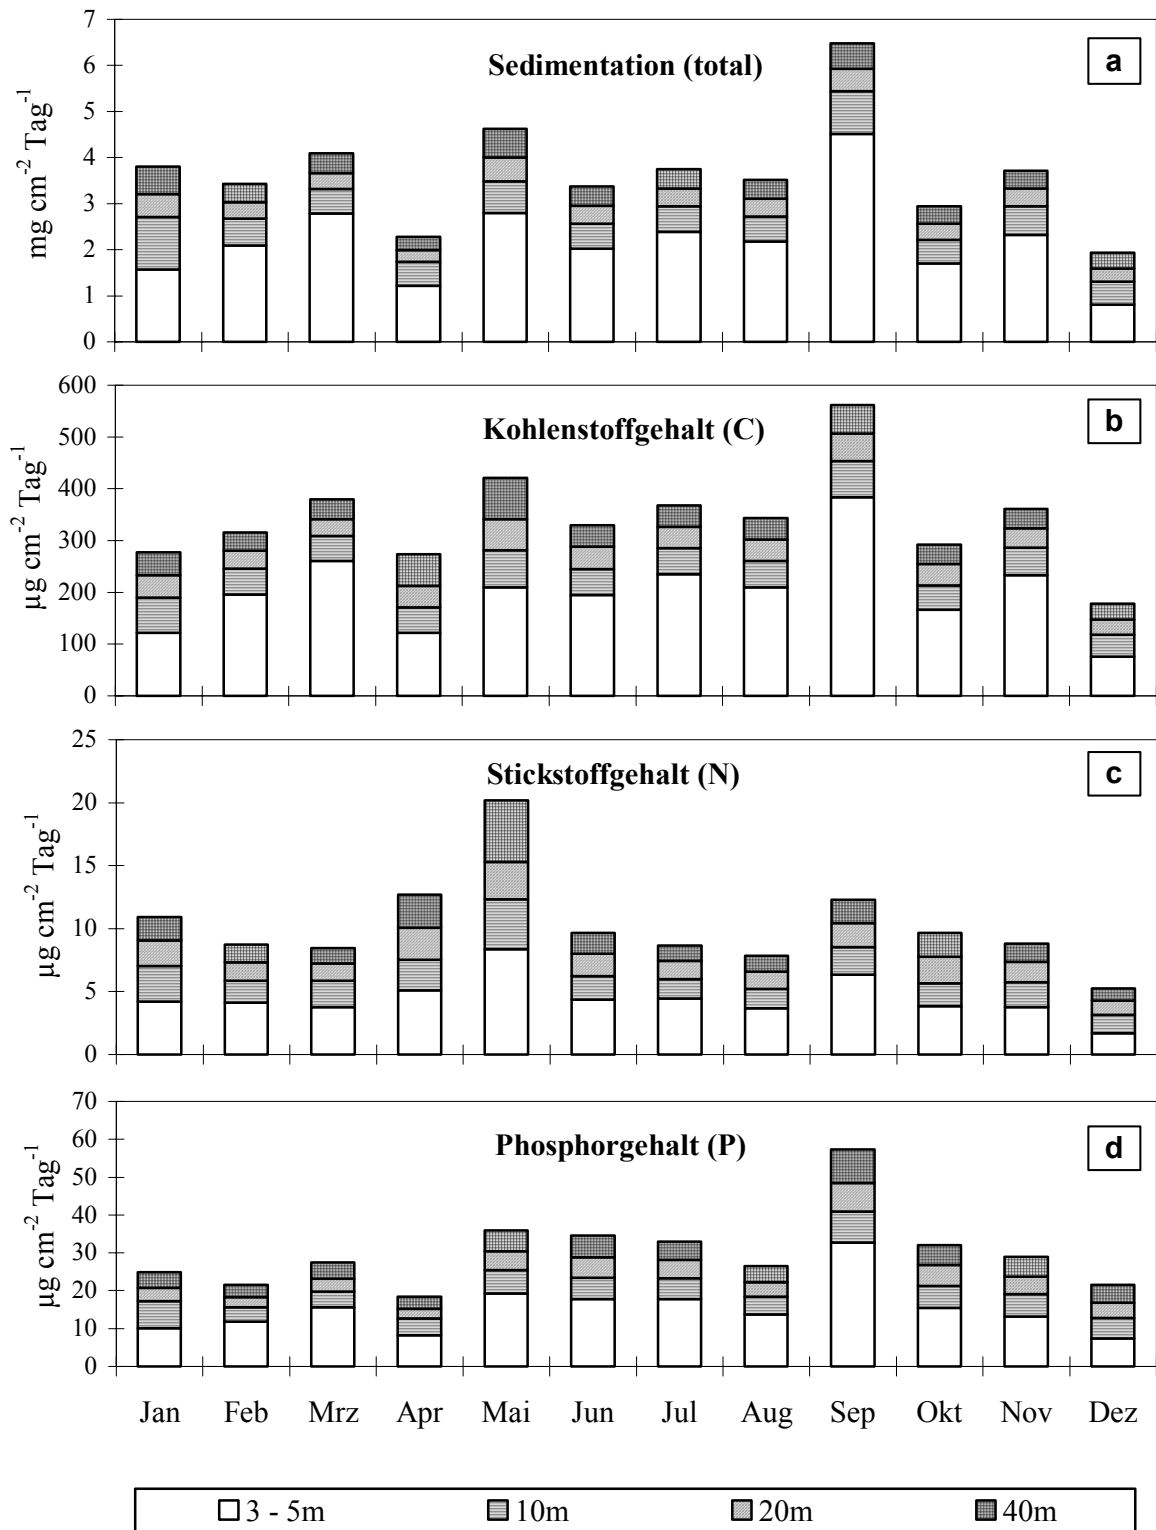 Sedimentation (total)
a
mg cm⁻² Tag⁻¹
7
6
5
4
3
2
1
0
Kohlenstoffgehalt (C)
b
µg cm⁻² Tag⁻¹
600
500
400
300
200
100
0
Stickstoffgehalt (N)
c
µg cm⁻² Tag⁻¹
25
20
15
10
5
0
Phosphorgehalt (P)
d
µg cm⁻² Tag⁻¹
70
60
50
40
30
20
10
0
Jan Feb Mrz Apr Mai Jun Jul Aug Sep Okt Nov Dez
3 - 5m 10m 20m 40m